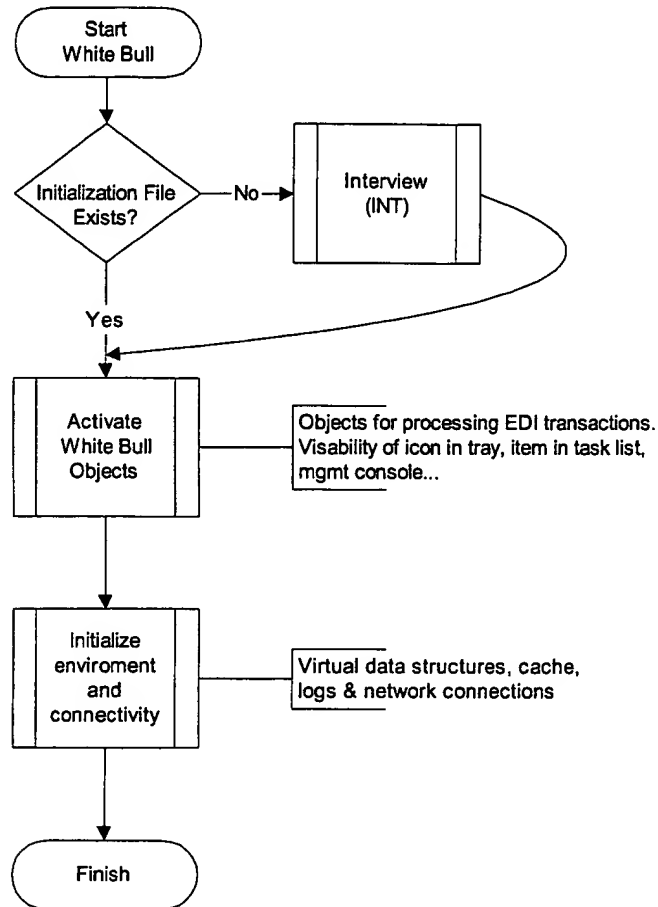 Start
White Bull
Initialization File
Exists?
No
Interview
(INT)
Yes
Activate
White Bull
Objects
Objects for processing EDI transactions.
Visability of icon in tray, item in task list,
mgmt console...
Initialize
enviroment
and
connectivity
Virtual data structures, cache,
logs & network connections
Finish